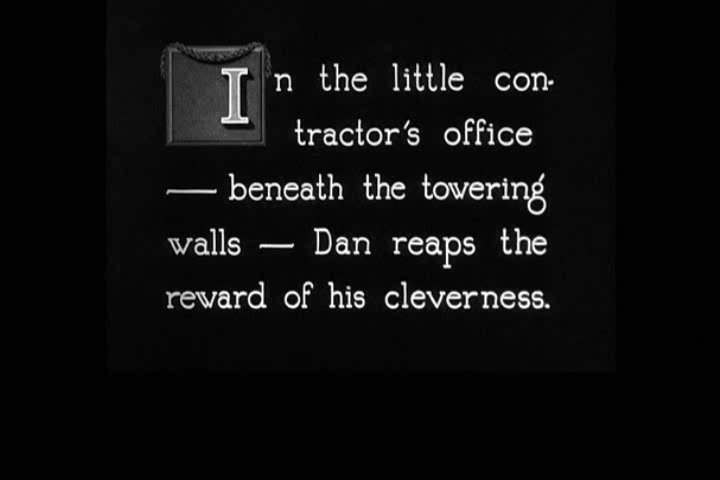 In the little con-
tractor's office
— beneath the towering
walls — Dan reaps the
reward of his cleverness.